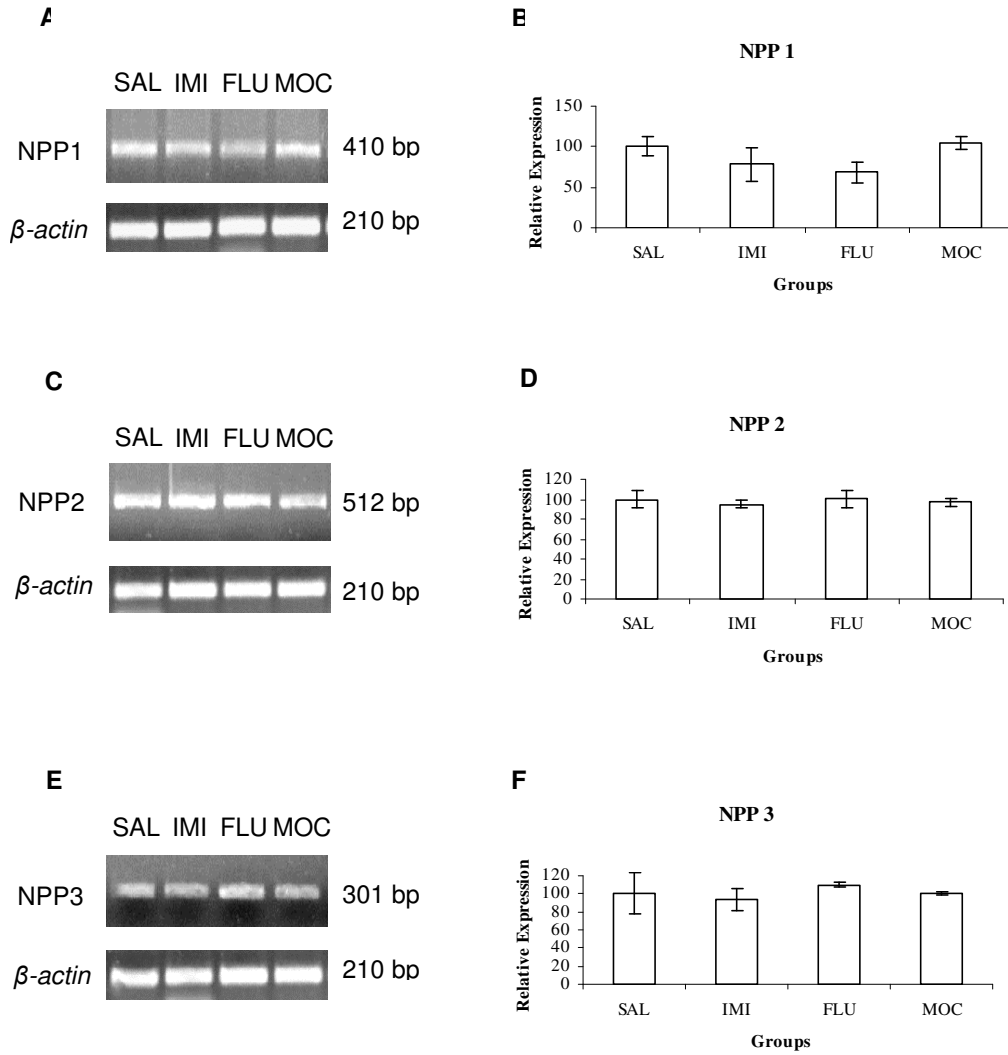 A
SAL IMI FLU MOC
NPP1
410 bp
β-actin
210 bp
B
NPP 1
Relative Expression
150
100
50
0
SAL IMI FLU MOC
Groups
C
SAL IMI FLU MOC
NPP2
512 bp
β-actin
210 bp
D
NPP 2
Relative Expression
120
100
80
60
40
20
0
SAL IMI FLU MOC
Groups
E
SAL IMI FLU MOC
NPP3
301 bp
β-actin
210 bp
F
NPP 3
Relative Expression
120
100
80
60
40
20
0
SAL IMI FLU MOC
Groups